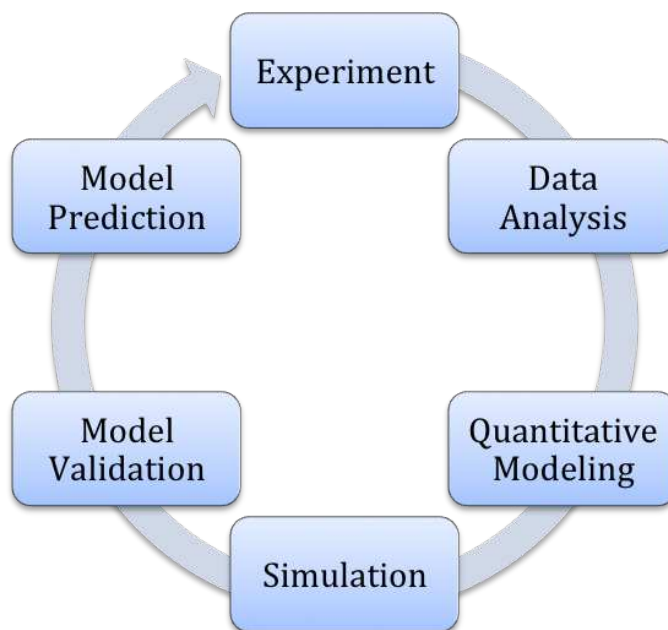 Experiment
Data
Analysis
Quantitative
Modeling
Simulation
Model
Validation
Model
Prediction